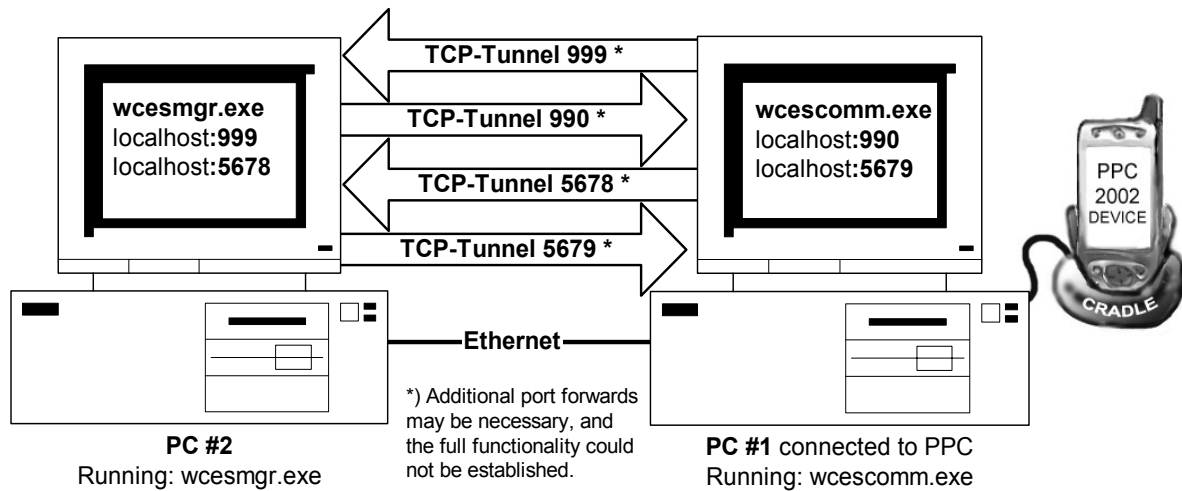 TCP-Tunnel 999 *
wcesmgr.exe
localhost:999
localhost:5678
TCP-Tunnel 990 *
TCP-Tunnel 5678 *
TCP-Tunnel 5679 *
wcescomm.exe
localhost:990
localhost:5679
PPC
2002
DEVICE
CRADLE
Ethernet
*) Additional port forwards
may be necessary, and
the full functionality could
not be established.
PC #2
Running: wcesmgr.exe
PC #1 connected to PPC
Running: wcescomm.exe